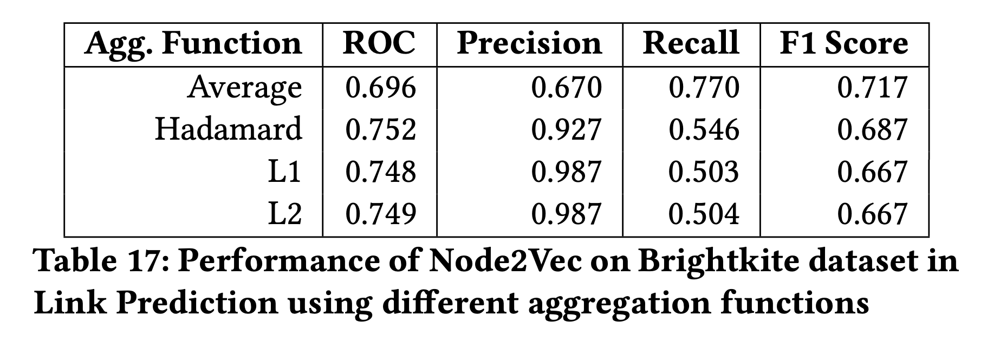 Agg. Function ROC Precision Recall F1 Score
Average 0.696 0.670 0.770 0.717
Hadamard 0.752 0.927 0.546 0.687
L1 0.748 0.987 0.503 0.667
L2 0.749 0.987 0.504 0.667
Table 17: Performance of Node2Vec on Brightkite dataset in
Link Prediction using different aggregation functions